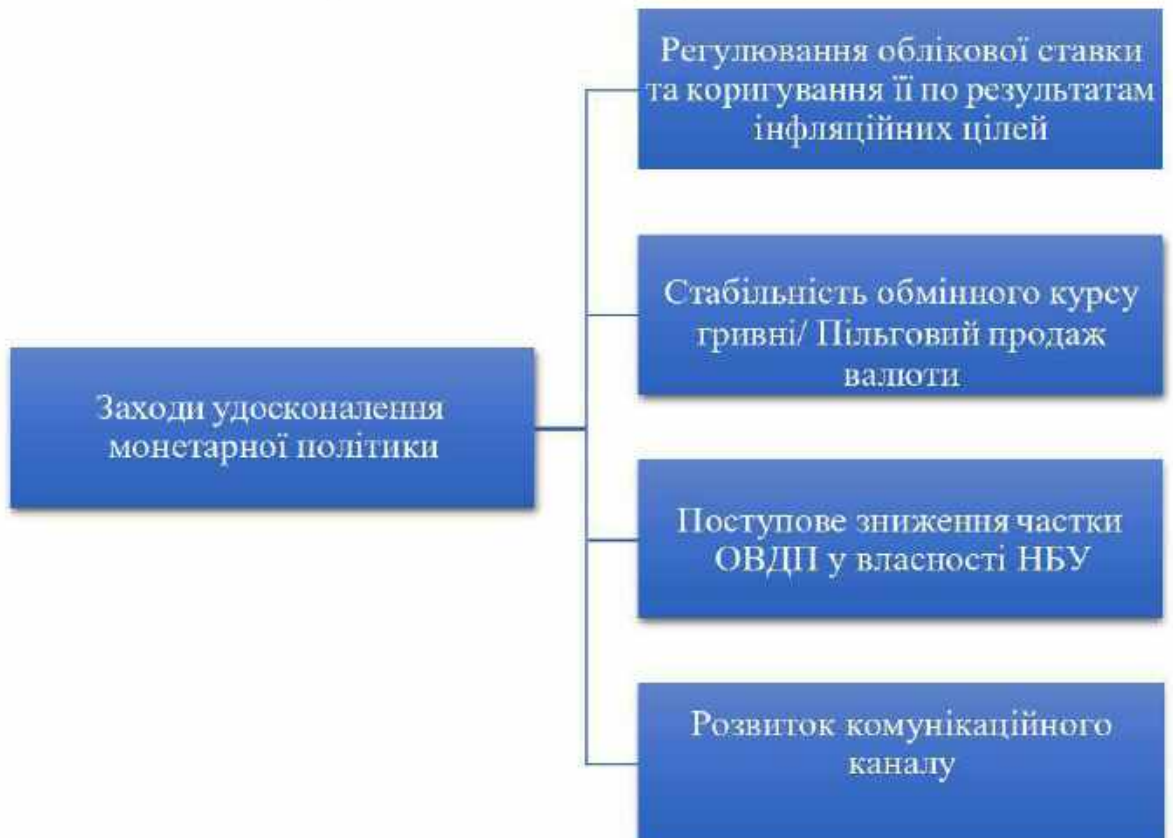 Регулювання облікової ставки
та коригування її по результатам
інфляційних цілей
Стабільність обмінного курсу
гривні/ Пільговий продаж
валюти
Заходи удосконалення
монетарної політики
Поступове зниження частки
ОВДП у власності НБУ
Розвиток комунікаційного
каналу